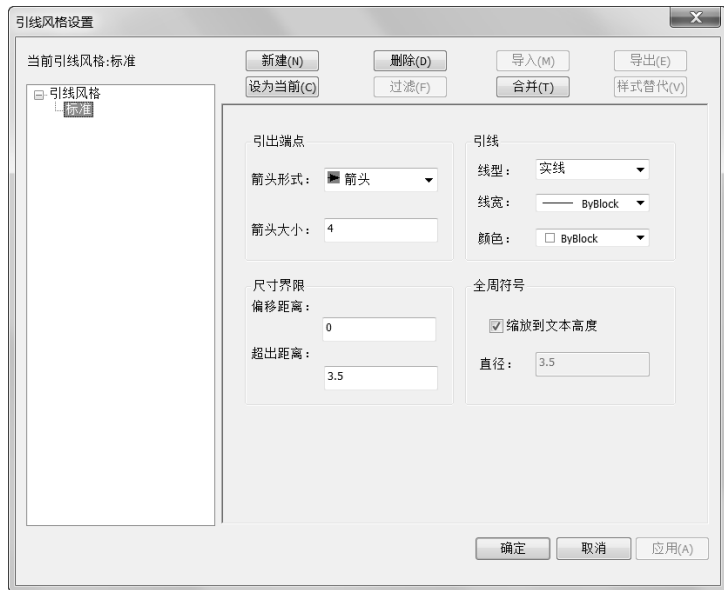 引线风格设置
当前引线风格:标准
新建(N) 删除(D) 导入(M) 导出(E)
设为当前(C) 过滤(F) 合并(T) 样式替代(V)
引线风格
标准
引出端点
箭头形式： 箭头
箭头大小： 4
引线
线型： 实线
线宽： ByBlock
颜色： ByBlock
尺寸界限
偏移距离：
0
超出距离：
3.5
全周符号
缩放到文本高度
直径： 3.5
确定 取消 应用(A)